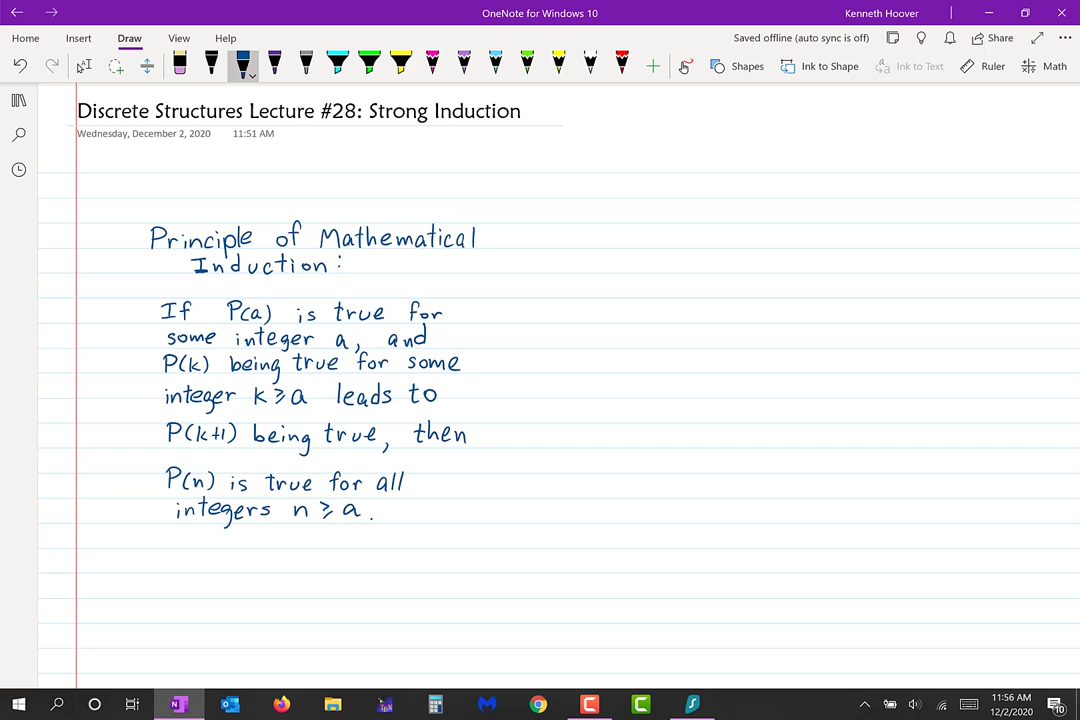 OneNote for Windows 10
Kenneth Hoover
Home Insert Draw View Help
Saved offline (auto sync is off)
Share
Shapes
Ink to Shape
Ink to Text
Ruler
Math
Discrete Structures Lecture #28: Strong Induction
Wednesday, December 2, 2020 11:51 AM
Principle of Mathematical
Induction:
If P(a) is true for
some integer a, and
P(k) being true for some
integer k ⩾ a leads to
P(k+1) being true, then
P(n) is true for all
integers n ⩾ a.
11:56 AM
12/2/2020
10